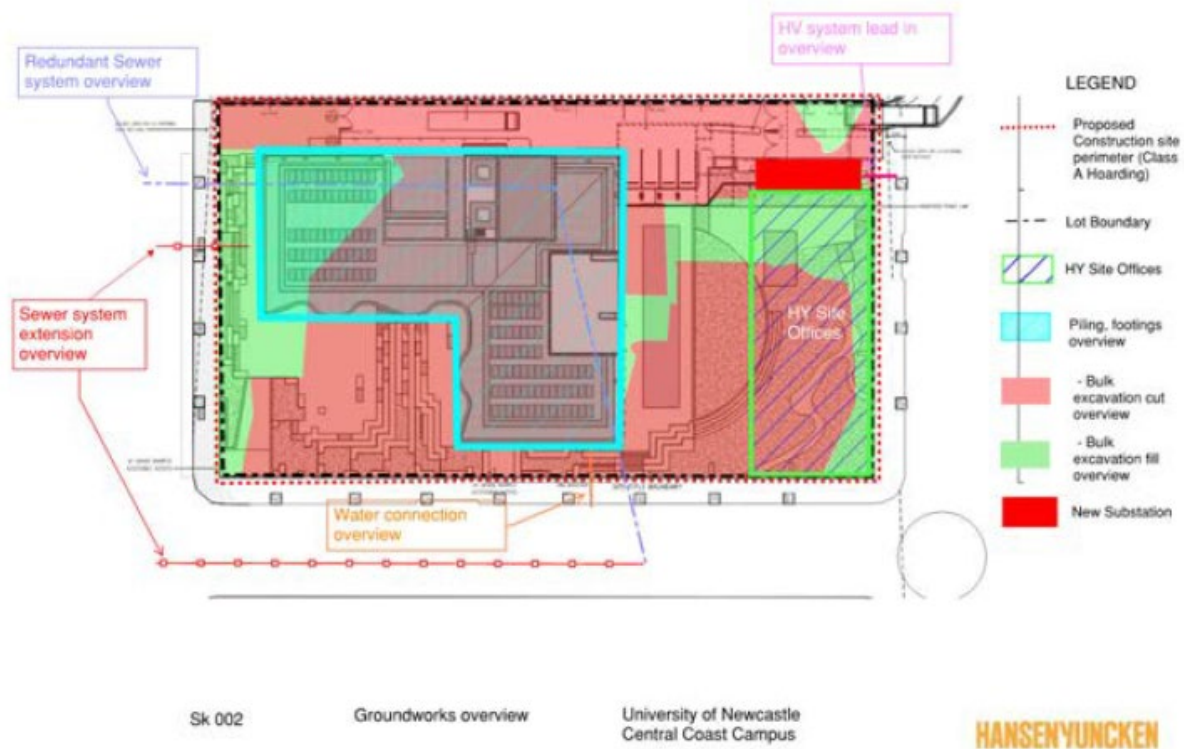 HV system lead in
overview
Redundant Sewer
system overview
LEGEND
Proposed
Construction site
perimeter (Class
A Hoarding)
Lot Boundary
HY Site Offices
Sewer system
extension
overview
HY Site
Offices
Piling, footings
overview
- Bulk
excavation cut
overview
- Bulk
excavation fill
overview
New Substation
Water connection
overview
Sk 002
Groundworks overview
University of Newcastle
Central Coast Campus
HANSENYUNCKEN